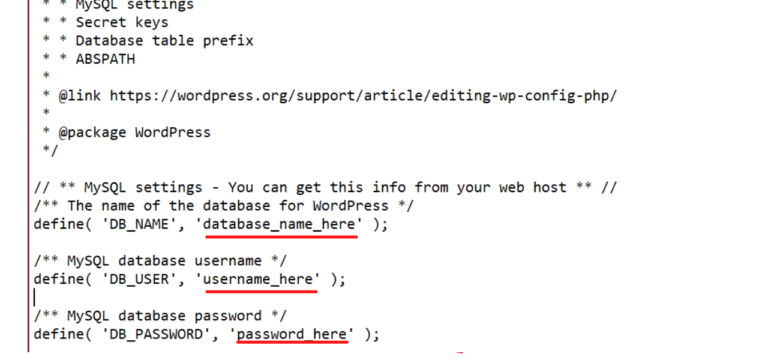 * * MySQL settings
* * Secret keys
* * Database table prefix
* * ABSPATH
*
* @link https://wordpress.org/support/article/editing-wp-config-php/
*
* @package WordPress
*/
// ** MySQL settings - You can get this info from your web host ** //
/** The name of the database for WordPress */
define( 'DB_NAME', 'database_name_here' );
/** MySQL database username */
define( 'DB_USER', 'username_here' );
/** MySQL database password */
define( 'DB_PASSWORD', 'password_here' );